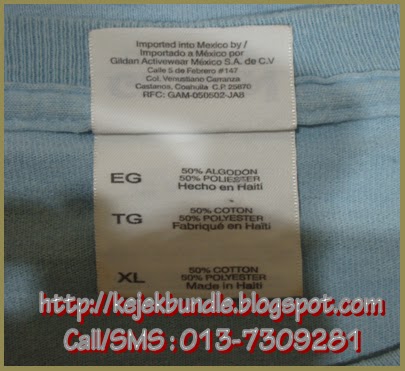 Imported into Mexico by /
Importado a México por
Gildan Activewear México S.A. de C.V
Calle 5 de Febrero #147
Col. Venustiano Carranza
Castanos, Coahuila C.P. 25870
RFC: GAM-050502-JA8
EG
50% ALGODON
50% POLIESTER
Hecho en Haiti
TG
50% COTON
50% POLYESTER
Fabriqué en Haïti
XL
50% COTTON
50% POLYESTER
Made in Haiti
http://kejekbundle.blogspot.com
Call/SMS : 013-7309281